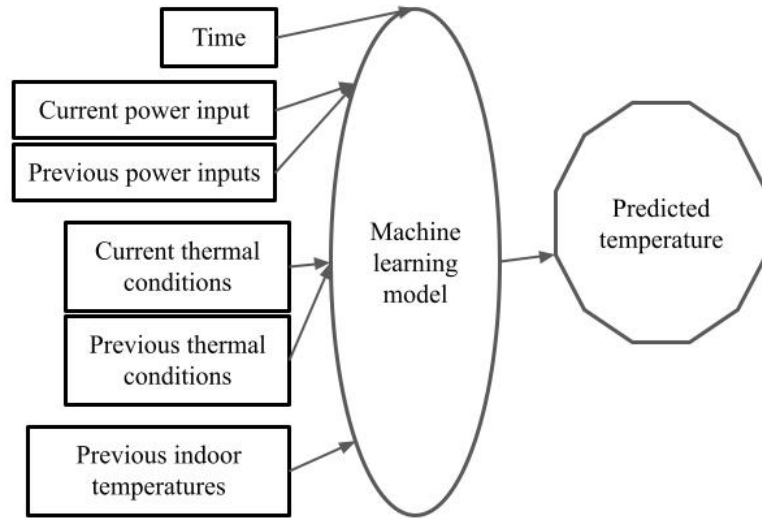 Time
Current power input
Previous power inputs
Current thermal
conditions
Previous thermal
conditions
Previous indoor
temperatures
Machine
learning
model
Predicted
temperature